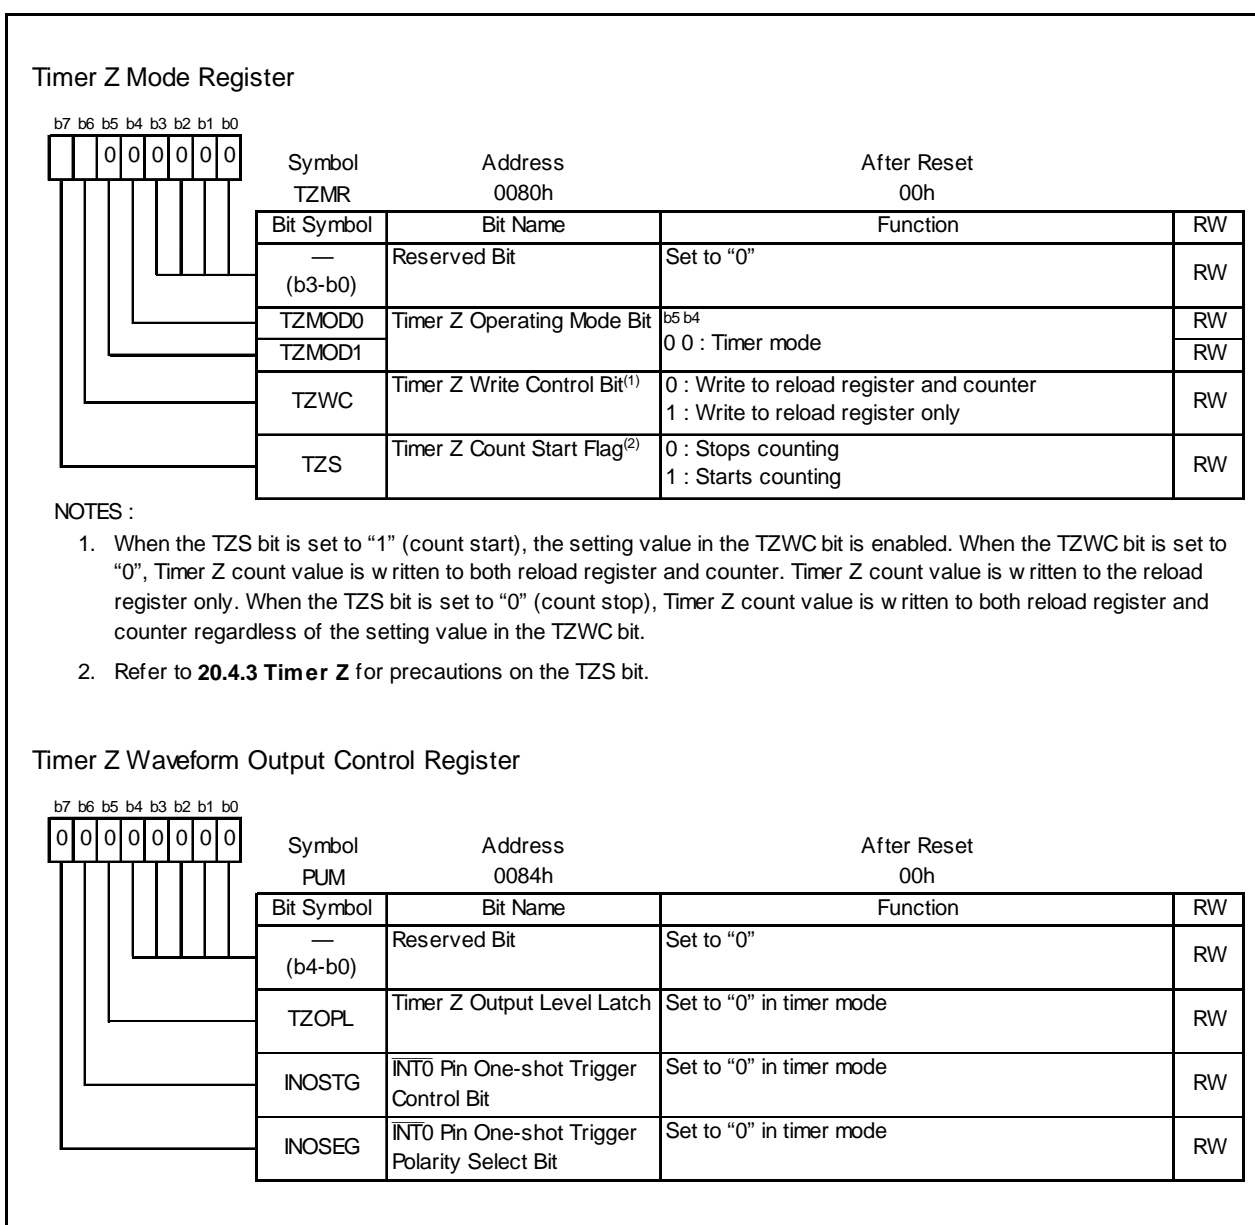 Timer Z Mode Register
b7 b6 b5 b4 b3 b2 b1 b0
0 0 0 0 0 0
Symbol Address After Reset
TZMR 0080h 00h
Bit Symbol Bit Name Function RW
— (b3-b0) Reserved Bit Set to “0” RW
TZMOD0 Timer Z Operating Mode Bit b5 b4 RW
TZMOD1 0 0 : Timer mode RW
TZWC Timer Z Write Control Bit(1) 0 : Write to reload register and counter RW
1 : Write to reload register only
TZS Timer Z Count Start Flag(2) 0 : Stops counting RW
1 : Starts counting
NOTES :
1. When the TZS bit is set to “1” (count start), the setting value in the TZWC bit is enabled. When the TZWC bit is set to
“0”, Timer Z count value is written to both reload register and counter. Timer Z count value is written to the reload
register only. When the TZS bit is set to “0” (count stop), Timer Z count value is written to both reload register and
counter regardless of the setting value in the TZWC bit.
2. Refer to 20.4.3 Timer Z for precautions on the TZS bit.
Timer Z Waveform Output Control Register
b7 b6 b5 b4 b3 b2 b1 b0
0 0 0 0 0 0 0 0
Symbol Address After Reset
PUM 0084h 00h
Bit Symbol Bit Name Function RW
— (b4-b0) Reserved Bit Set to “0” RW
TZOPL Timer Z Output Level Latch Set to “0” in timer mode RW
INOSTG INT0 Pin One-shot Trigger Set to “0” in timer mode RW
Control Bit
INOSEG INT0 Pin One-shot Trigger Set to “0” in timer mode RW
Polarity Select Bit